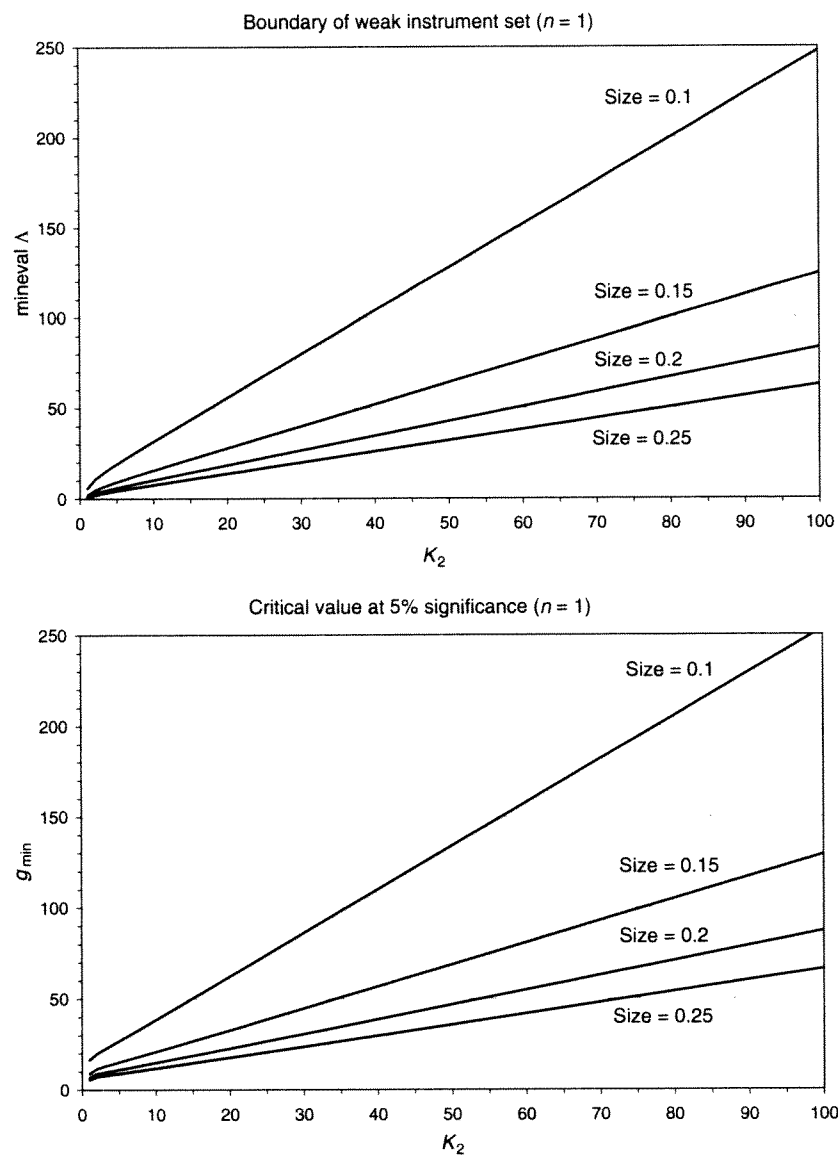 Boundary of weak instrument set (n = 1)
250
200
150
100
50
0
mineval Λ
Size = 0.1
Size = 0.15
Size = 0.2
Size = 0.25
0 10 20 30 40 50 60 70 80 90 100
K₂
Critical value at 5% significance (n = 1)
250
200
150
100
50
0
gmin
Size = 0.1
Size = 0.15
Size = 0.2
Size = 0.25
0 10 20 30 40 50 60 70 80 90 100
K₂